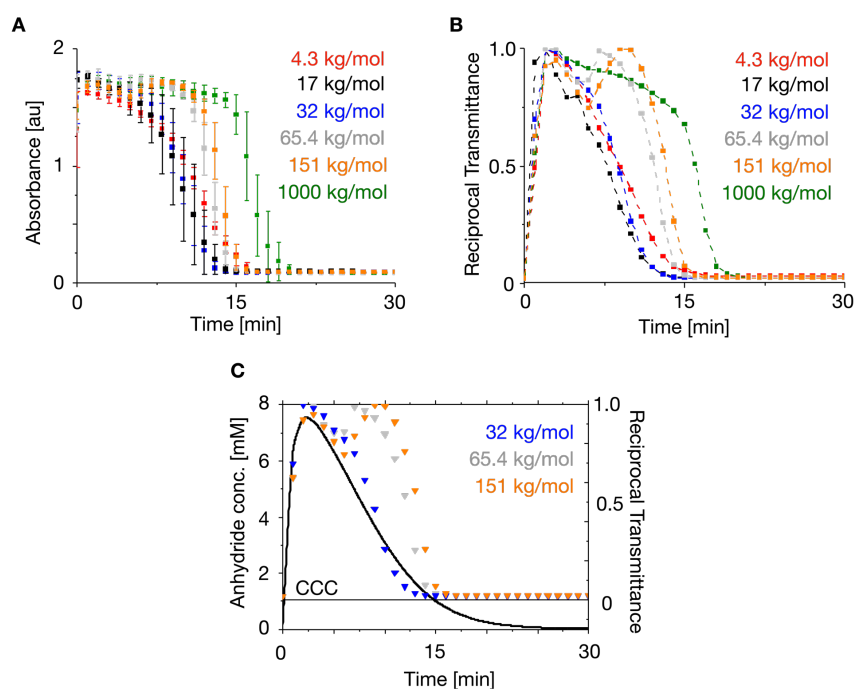 A
Absorbance [au]
2
1
0
0
15
30
Time [min]
4.3 kg/mol
17 kg/mol
32 kg/mol
65.4 kg/mol
151 kg/mol
1000 kg/mol
B
Reciprocal Transmittance
1.0
0.5
0.0
0
15
30
Time [min]
4.3 kg/mol
17 kg/mol
32 kg/mol
65.4 kg/mol
151 kg/mol
1000 kg/mol
C
Anhydride conc. [mM]
8
6
4
2
0
CCC
32 kg/mol
65.4 kg/mol
151 kg/mol
1.0
0.5
0
Reciprocal Transmittance
0
15
30
Time [min]